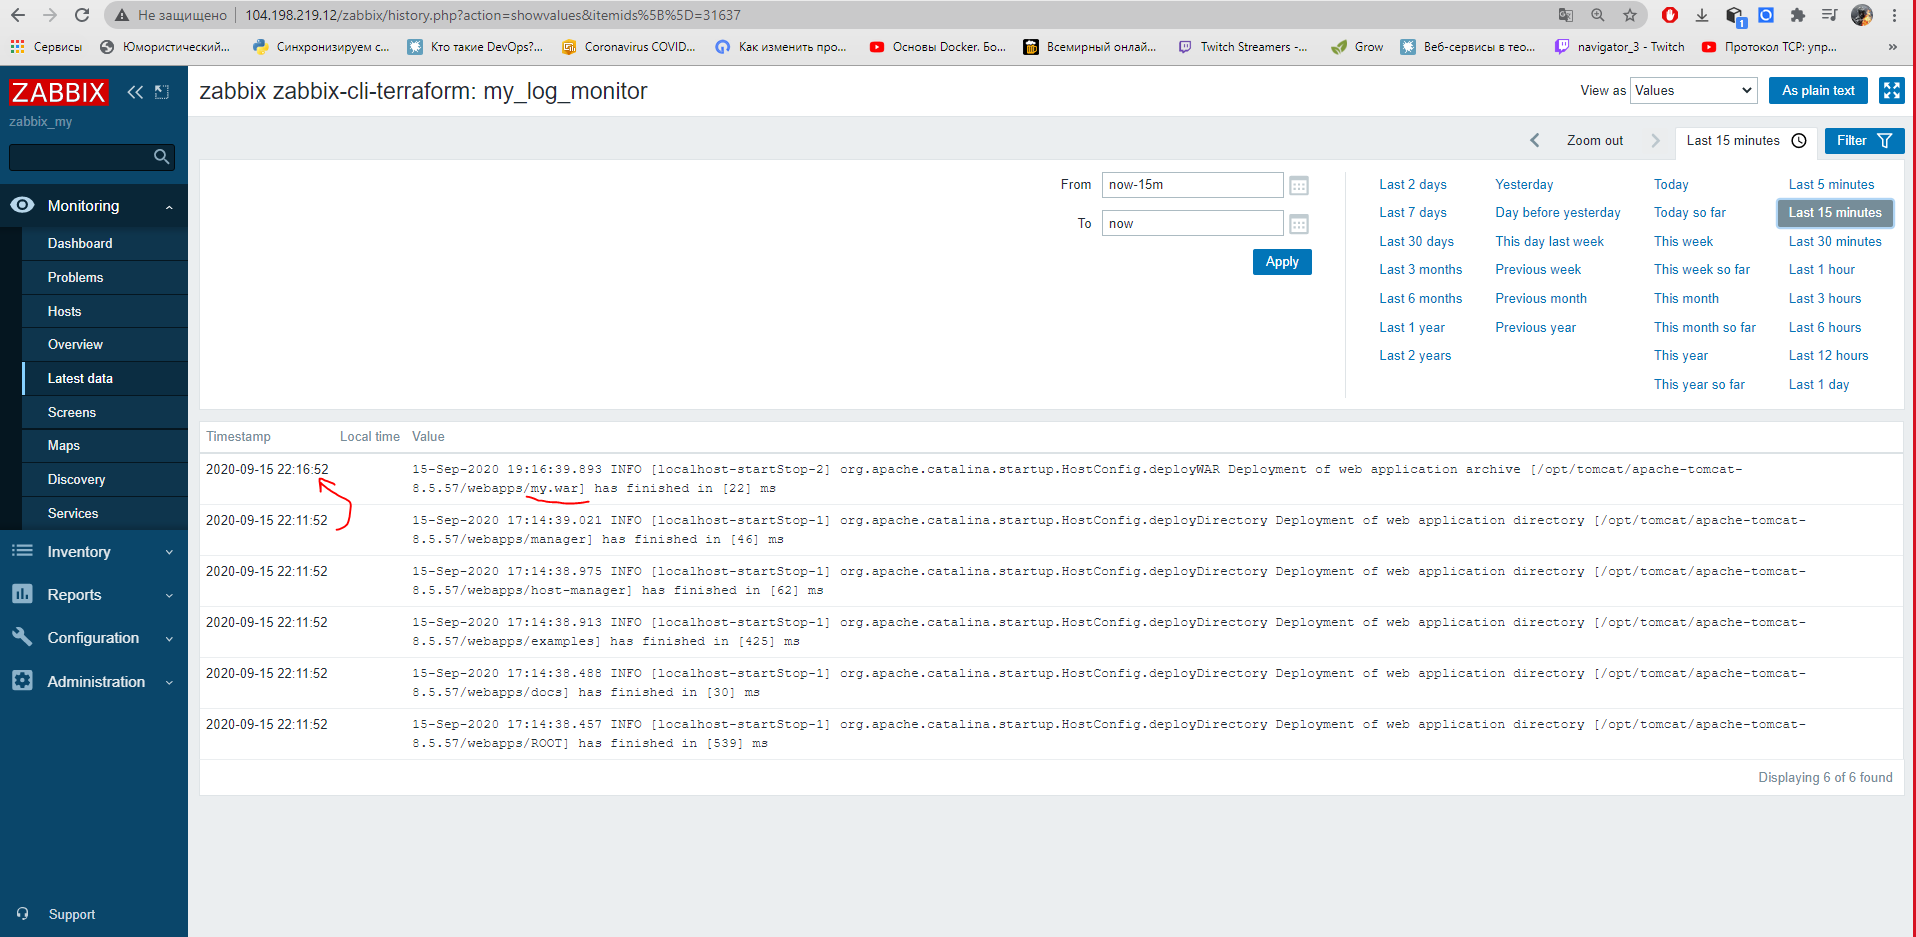 Не защищено 104.198.219.12/zabbix/history.php?action=showvalues&itemids%5B%5D=31637
Сервисы Юмористический... Синхронизируем с... Кто такие DevOps?... Coronavirus COVID... Как изменить про... Основы Docker. Бо... Всемирный онлай... Twitch Streamers -... Grow Веб-сервисы в тео... navigator_3 - Twitch Протокол TCP: упр... »
ZABBIX
zabbix_my
Monitoring
Dashboard
Problems
Hosts
Overview
Latest data
Screens
Maps
Discovery
Services
Inventory
Reports
Configuration
Administration
Support
zabbix zabbix-cli-terraform: my_log_monitor
View as Values As plain text
Zoom out Last 15 minutes Filter
From now-15m
To now
Apply
Last 2 days Yesterday Today Last 5 minutes
Last 7 days Day before yesterday Today so far Last 15 minutes
Last 30 days This day last week This week Last 30 minutes
Last 3 months Previous week This week so far Last 1 hour
Last 6 months Previous month This month Last 3 hours
Last 1 year Previous year This month so far Last 6 hours
Last 2 years This year Last 12 hours
This year so far Last 1 day
Timestamp Local time Value
2020-09-15 22:16:52 15-Sep-2020 19:16:39.893 INFO [localhost-startStop-2] org.apache.catalina.startup.HostConfig.deployWAR Deployment of web application archive [/opt/tomcat/apache-tomcat-
8.5.57/webapps/my.war] has finished in [22] ms
2020-09-15 22:11:52 15-Sep-2020 17:14:39.021 INFO [localhost-startStop-1] org.apache.catalina.startup.HostConfig.deployDirectory Deployment of web application directory [/opt/tomcat/apache-tomcat-
8.5.57/webapps/manager] has finished in [46] ms
2020-09-15 22:11:52 15-Sep-2020 17:14:38.975 INFO [localhost-startStop-1] org.apache.catalina.startup.HostConfig.deployDirectory Deployment of web application directory [/opt/tomcat/apache-tomcat-
8.5.57/webapps/host-manager] has finished in [62] ms
2020-09-15 22:11:52 15-Sep-2020 17:14:38.913 INFO [localhost-startStop-1] org.apache.catalina.startup.HostConfig.deployDirectory Deployment of web application directory [/opt/tomcat/apache-tomcat-
8.5.57/webapps/examples] has finished in [425] ms
2020-09-15 22:11:52 15-Sep-2020 17:14:38.488 INFO [localhost-startStop-1] org.apache.catalina.startup.HostConfig.deployDirectory Deployment of web application directory [/opt/tomcat/apache-tomcat-
8.5.57/webapps/docs] has finished in [30] ms
2020-09-15 22:11:52 15-Sep-2020 17:14:38.457 INFO [localhost-startStop-1] org.apache.catalina.startup.HostConfig.deployDirectory Deployment of web application directory [/opt/tomcat/apache-tomcat-
8.5.57/webapps/ROOT] has finished in [539] ms
Displaying 6 of 6 found